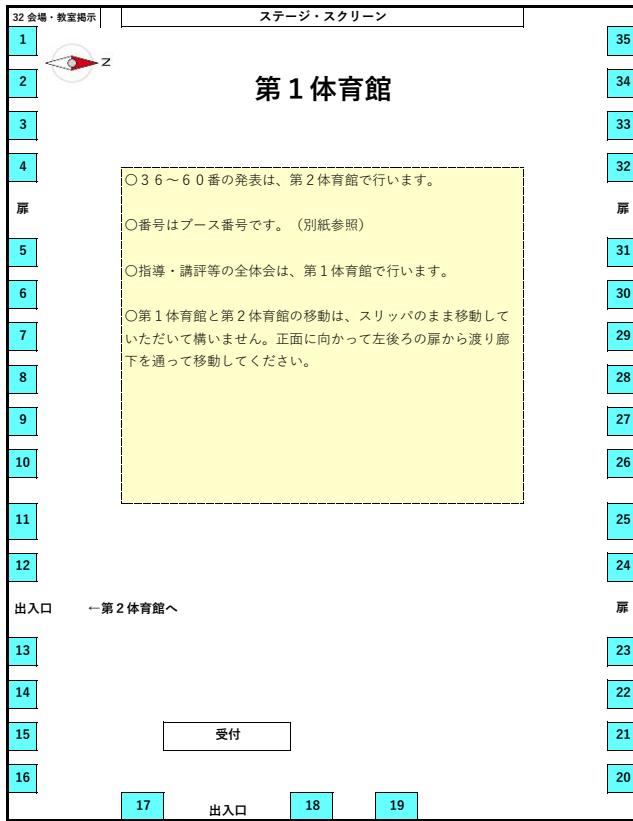 32 会場・教室掲示
ステージ・スクリーン
1
35
N
2
34
第１体育館
3
33
4
32
〇３６～６０番の発表は、第２体育館で行います。
扉
扉
〇番号はブース番号です。（別紙参照）
5
31
〇指導・講評等の全体会は、第１体育館で行います。
6
30
〇第１体育館と第２体育館の移動は、スリッパのまま移動して
いただいて構いません。正面に向かって左後ろの扉から渡り廊
下を通って移動してください。
7
29
8
28
9
27
10
26
11
25
12
24
出入口
←第２体育館へ
扉
13
23
14
22
15
受付
21
16
20
17
出入口
18
19